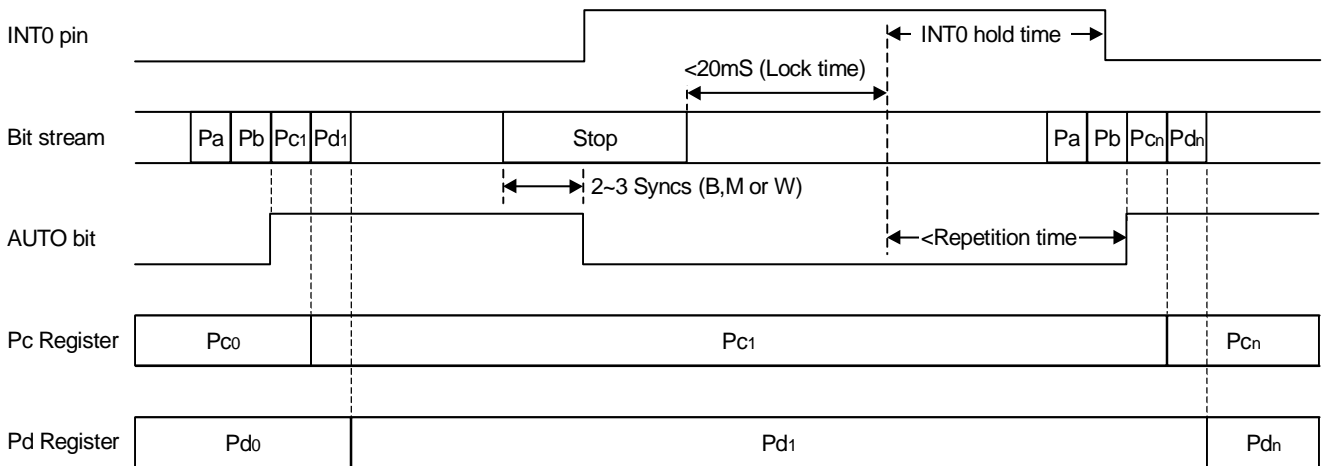 INT0 pin
INT0 hold time
<20mS (Lock time)
Bit stream
Pa Pb Pc1 Pd1 Stop Pa Pb Pcn Pdn
2~3 Syncs (B,M or W)
AUTO bit
<Repetition time
Pc Register Pc0 Pc1 Pcn
Pd Register Pd0 Pd1 Pdn